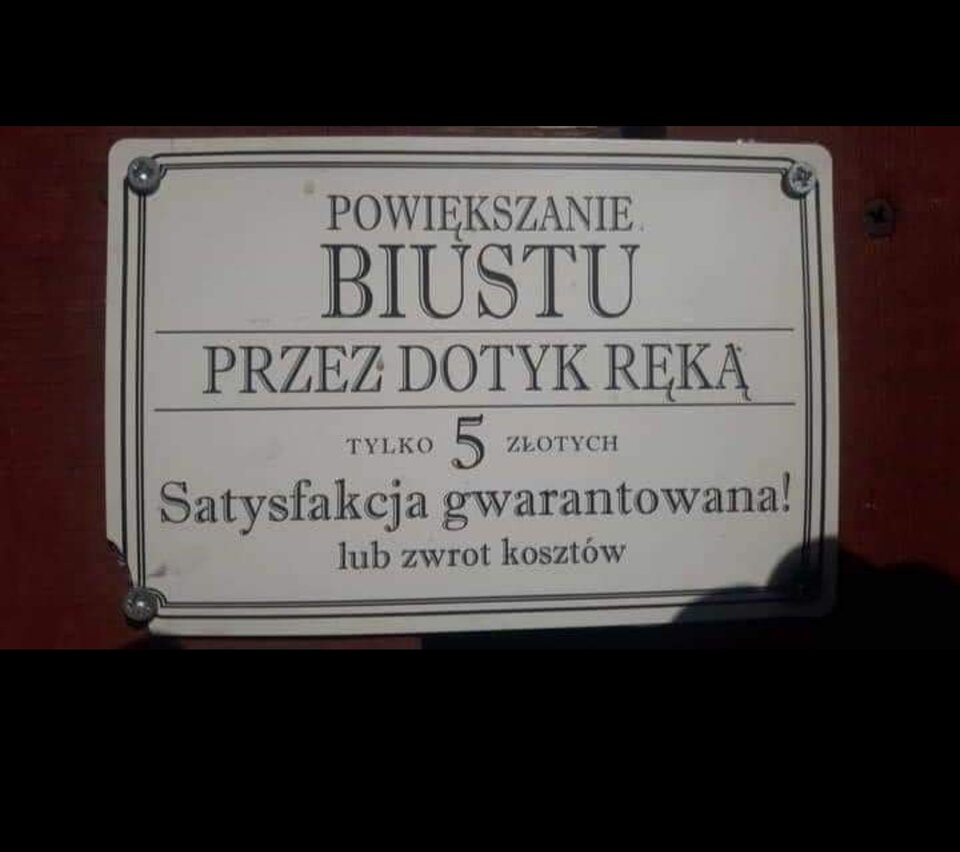 POWIĘKSZANIE
BIUSTU
PRZEZ DOTYK RĘKĄ
TYLKO 5 ZŁOTYCH
Satysfakcja gwarantowana!
lub zwrot kosztów